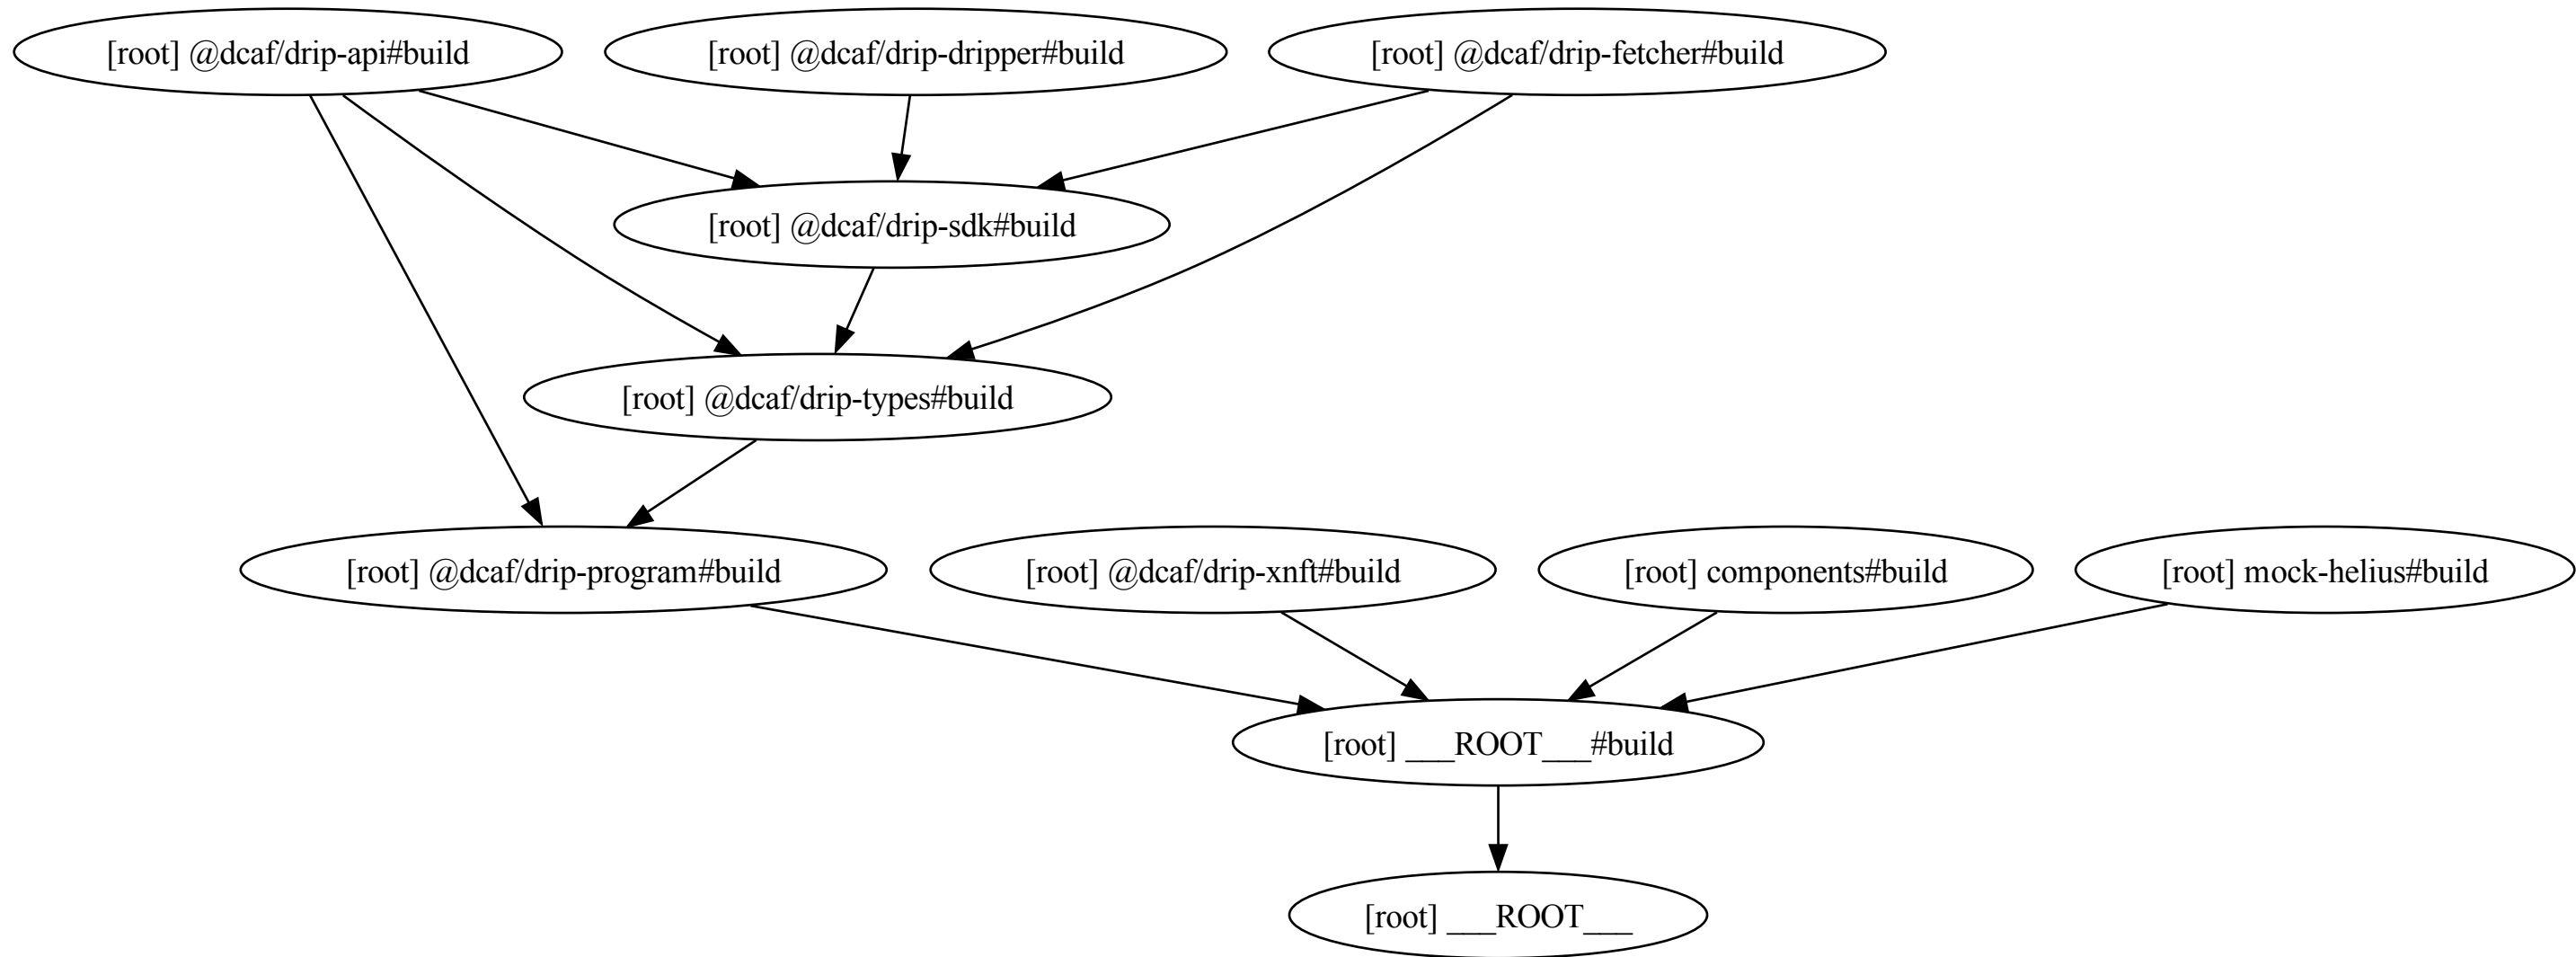 [root] @dcaf/drip-api#build
[root] @dcaf/drip-dripper#build
[root] @dcaf/drip-fetcher#build
[root] @dcaf/drip-sdk#build
[root] @dcaf/drip-types#build
[root] @dcaf/drip-program#build
[root] @dcaf/drip-xnft#build
[root] components#build
[root] mock-helius#build
[root] ___ROOT___#build
[root] ___ROOT___